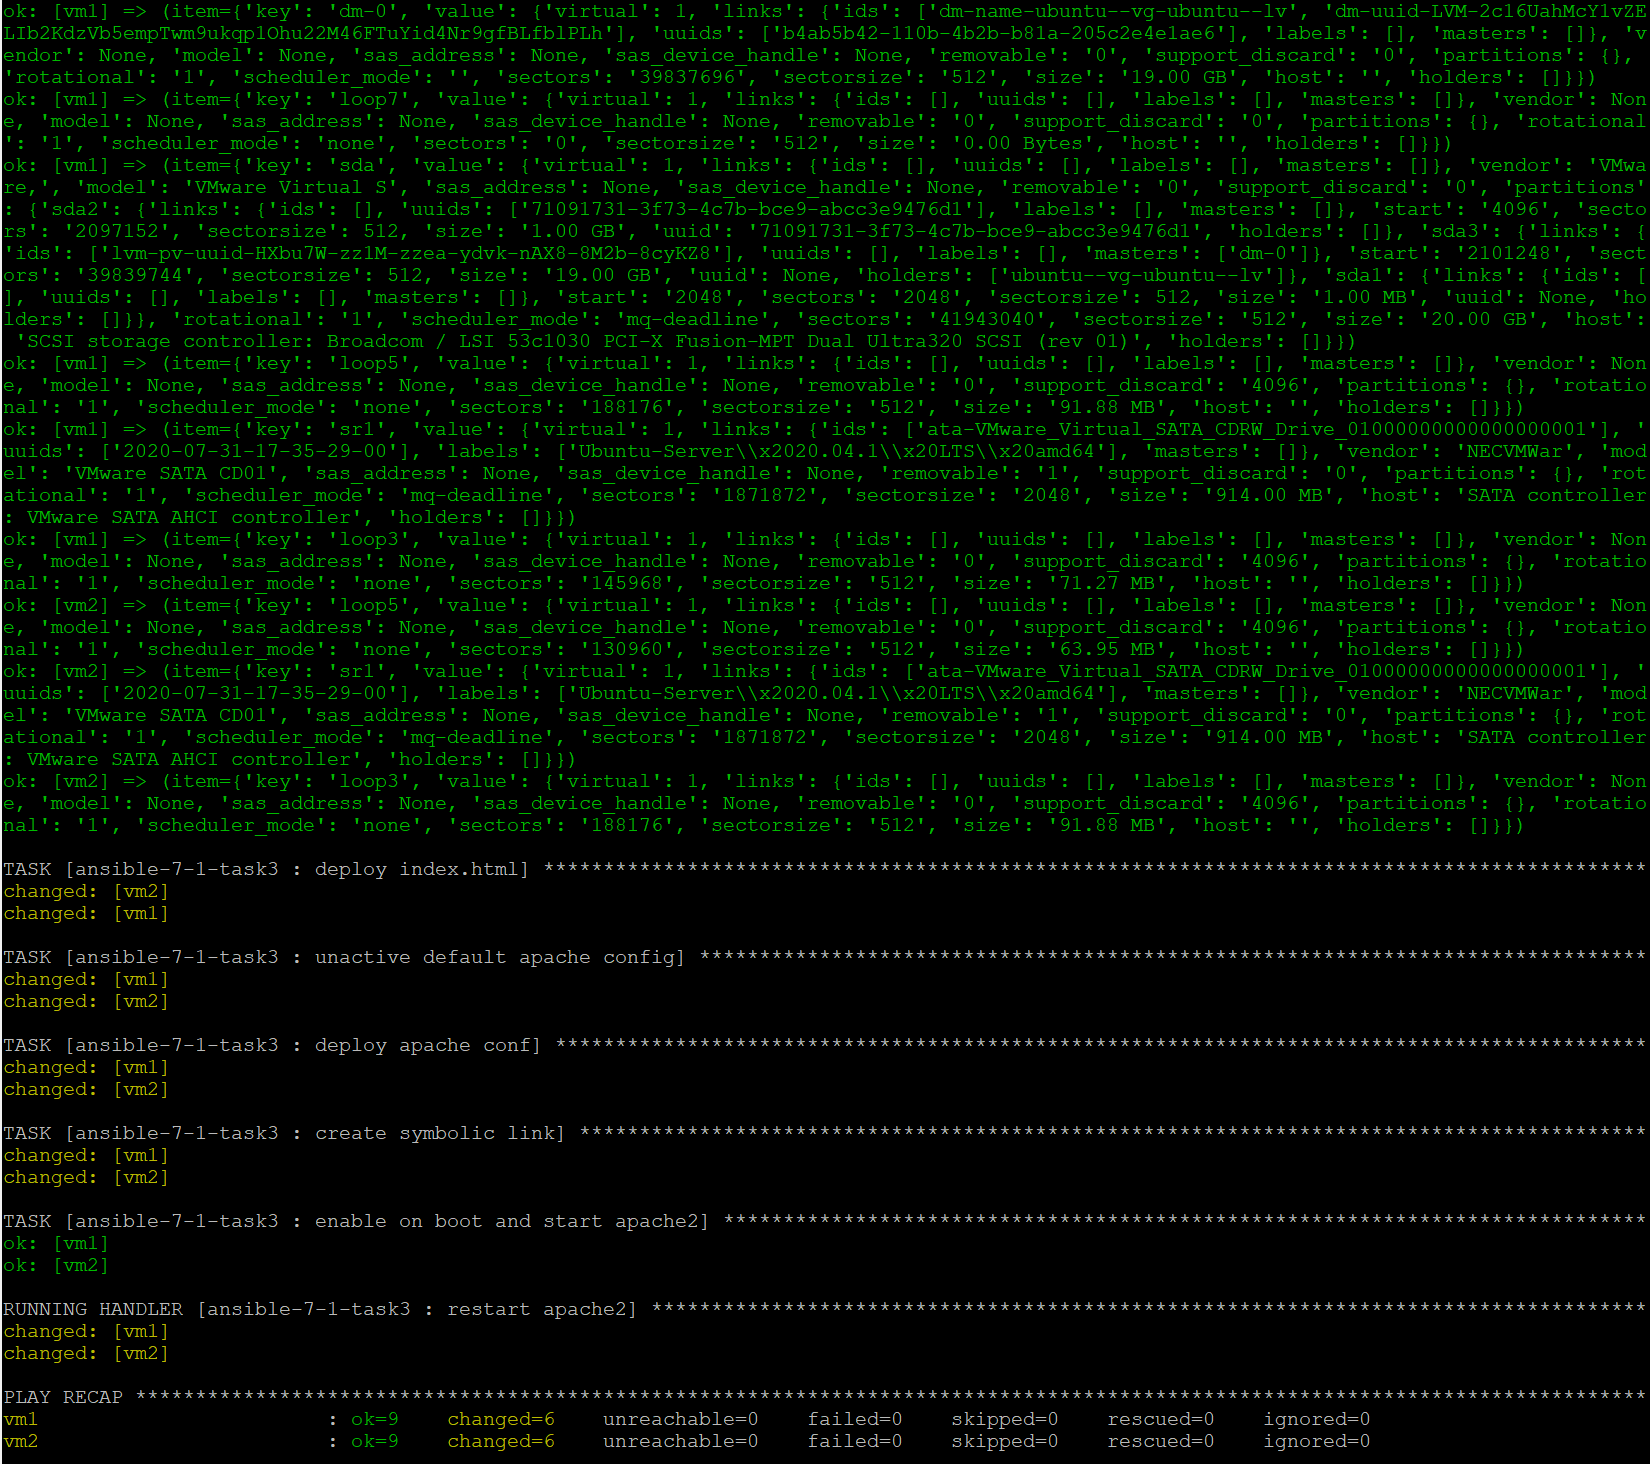 ok: [vm1] => (item={'key': 'dm-0', 'value': {'virtual': 1, 'links': {'ids': ['dm-name-ubuntu--vg-ubuntu--lv', 'dm-uuid-LVM-2c16UahMcY1vZE
LIb2KdzVb5empTwm9ukqp1Ohu22M46FTuYid4Nr9gfBLfblPLh'], 'uuids': ['b4ab5b42-110b-4b2b-b81a-205c2e4e1ae6'], 'labels': [], 'masters': []}, 'v
endor': None, 'model': None, 'sas_address': None, 'sas_device_handle': None, 'removable': '0', 'support_discard': '0', 'partitions': {},
'rotational': '1', 'scheduler_mode': '', 'sectors': '39837696', 'sectorsize': '512', 'size': '19.00 GB', 'host': '', 'holders': []}})
ok: [vm1] => (item={'key': 'loop7', 'value': {'virtual': 1, 'links': {'ids': [], 'uuids': [], 'labels': [], 'masters': []}, 'vendor': Non
e, 'model': None, 'sas_address': None, 'sas_device_handle': None, 'removable': '0', 'support_discard': '0', 'partitions': {}, 'rotational
': '1', 'scheduler_mode': 'none', 'sectors': '0', 'sectorsize': '512', 'size': '0.00 Bytes', 'host': '', 'holders': []}})
ok: [vm1] => (item={'key': 'sda', 'value': {'virtual': 1, 'links': {'ids': [], 'uuids': [], 'labels': [], 'masters': []}, 'vendor': 'VMwa
re,', 'model': 'VMware Virtual S', 'sas_address': None, 'sas_device_handle': None, 'removable': '0', 'support_discard': '0', 'partitions'
: {'sda2': {'links': {'ids': [], 'uuids': ['71091731-3f73-4c7b-bce9-abcc3e9476d1'], 'labels': [], 'masters': []}, 'start': '4096', 'secto
rs': '2097152', 'sectorsize': 512, 'size': '1.00 GB', 'uuid': '71091731-3f73-4c7b-bce9-abcc3e9476d1', 'holders': []}, 'sda3': {'links': {
'ids': ['lvm-pv-uuid-HXbu7W-zz1M-zzea-ydvk-nAX8-8M2b-8cyKZ8'], 'uuids': [], 'labels': [], 'masters': ['dm-0']}, 'start': '2101248', 'sect
ors': '39839744', 'sectorsize': 512, 'size': '19.00 GB', 'uuid': None, 'holders': ['ubuntu--vg-ubuntu--lv']}, 'sda1': {'links': {'ids': [
], 'uuids': [], 'labels': [], 'masters': []}, 'start': '2048', 'sectors': '2048', 'sectorsize': 512, 'size': '1.00 MB', 'uuid': None, 'ho
lders': []}}, 'rotational': '1', 'scheduler_mode': 'mq-deadline', 'sectors': '41943040', 'sectorsize': '512', 'size': '20.00 GB', 'host':
'SCSI storage controller: Broadcom / LSI 53c1030 PCI-X Fusion-MPT Dual Ultra320 SCSI (rev 01)', 'holders': []}})
ok: [vm1] => (item={'key': 'loop5', 'value': {'virtual': 1, 'links': {'ids': [], 'uuids': [], 'labels': [], 'masters': []}, 'vendor': Non
e, 'model': None, 'sas_address': None, 'sas_device_handle': None, 'removable': '0', 'support_discard': '4096', 'partitions': {}, 'rotatio
nal': '1', 'scheduler_mode': 'none', 'sectors': '188176', 'sectorsize': '512', 'size': '91.88 MB', 'host': '', 'holders': []}})
ok: [vm1] => (item={'key': 'sr1', 'value': {'virtual': 1, 'links': {'ids': ['ata-VMware_Virtual_SATA_CDRW_Drive_01000000000000000001'], '
uuids': ['2020-07-31-17-35-29-00'], 'labels': ['Ubuntu-Server\\x2020.04.1\\x20LTS\\x20amd64'], 'masters': []}, 'vendor': 'NECVMWar', 'mod
el': 'VMware SATA CD01', 'sas_address': None, 'sas_device_handle': None, 'removable': '1', 'support_discard': '0', 'partitions': {}, 'rot
ational': '1', 'scheduler_mode': 'mq-deadline', 'sectors': '1871872', 'sectorsize': '2048', 'size': '914.00 MB', 'host': 'SATA controller
: VMware SATA AHCI controller', 'holders': []}})
ok: [vm1] => (item={'key': 'loop3', 'value': {'virtual': 1, 'links': {'ids': [], 'uuids': [], 'labels': [], 'masters': []}, 'vendor': Non
e, 'model': None, 'sas_address': None, 'sas_device_handle': None, 'removable': '0', 'support_discard': '4096', 'partitions': {}, 'rotatio
nal': '1', 'scheduler_mode': 'none', 'sectors': '145968', 'sectorsize': '512', 'size': '71.27 MB', 'host': '', 'holders': []}})
ok: [vm2] => (item={'key': 'loop5', 'value': {'virtual': 1, 'links': {'ids': [], 'uuids': [], 'labels': [], 'masters': []}, 'vendor': Non
e, 'model': None, 'sas_address': None, 'sas_device_handle': None, 'removable': '0', 'support_discard': '4096', 'partitions': {}, 'rotatio
nal': '1', 'scheduler_mode': 'none', 'sectors': '130960', 'sectorsize': '512', 'size': '63.95 MB', 'host': '', 'holders': []}})
ok: [vm2] => (item={'key': 'sr1', 'value': {'virtual': 1, 'links': {'ids': ['ata-VMware_Virtual_SATA_CDRW_Drive_01000000000000000001'], '
uuids': ['2020-07-31-17-35-29-00'], 'labels': ['Ubuntu-Server\\x2020.04.1\\x20LTS\\x20amd64'], 'masters': []}, 'vendor': 'NECVMWar', 'mod
el': 'VMware SATA CD01', 'sas_address': None, 'sas_device_handle': None, 'removable': '1', 'support_discard': '0', 'partitions': {}, 'rot
ational': '1', 'scheduler_mode': 'mq-deadline', 'sectors': '1871872', 'sectorsize': '2048', 'size': '914.00 MB', 'host': 'SATA controller
: VMware SATA AHCI controller', 'holders': []}})
ok: [vm2] => (item={'key': 'loop3', 'value': {'virtual': 1, 'links': {'ids': [], 'uuids': [], 'labels': [], 'masters': []}, 'vendor': Non
e, 'model': None, 'sas_address': None, 'sas_device_handle': None, 'removable': '0', 'support_discard': '4096', 'partitions': {}, 'rotatio
nal': '1', 'scheduler_mode': 'none', 'sectors': '188176', 'sectorsize': '512', 'size': '91.88 MB', 'host': '', 'holders': []}})
TASK [ansible-7-1-task3 : deploy index.html] ********************************************************************************************
changed: [vm2]
changed: [vm1]
TASK [ansible-7-1-task3 : unactive default apache config] *******************************************************************************
changed: [vm1]
changed: [vm2]
TASK [ansible-7-1-task3 : deploy apache conf] *******************************************************************************************
changed: [vm1]
changed: [vm2]
TASK [ansible-7-1-task3 : create symbolic link] *****************************************************************************************
changed: [vm1]
changed: [vm2]
TASK [ansible-7-1-task3 : enable on boot and start apache2] *****************************************************************************
ok: [vm1]
ok: [vm2]
RUNNING HANDLER [ansible-7-1-task3 : restart apache2] ***********************************************************************************
changed: [vm1]
changed: [vm2]
PLAY RECAP ******************************************************************************************************************************
vm1 : ok=9 changed=6 unreachable=0 failed=0 skipped=0 rescued=0 ignored=0
vm2 : ok=9 changed=6 unreachable=0 failed=0 skipped=0 rescued=0 ignored=0